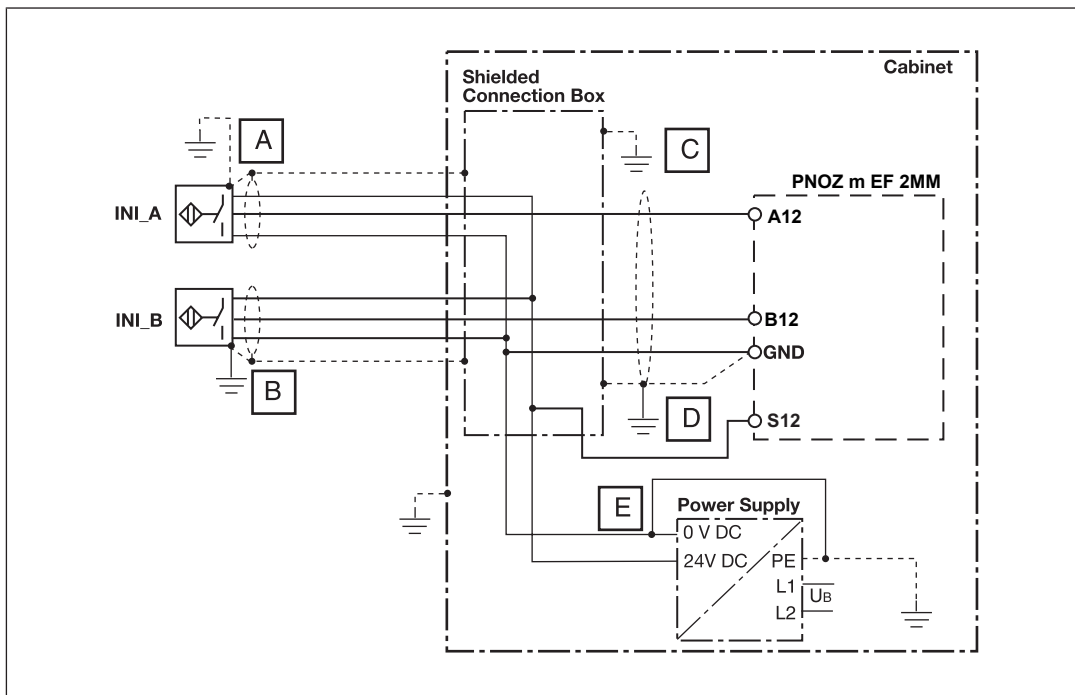 Cabinet
Shielded
Connection Box
A
C
PNOZ m EF 2MM
INI_A
A12
INI_B
B12
GND
B
D
S12
E
Power Supply
0 V DC
24V DC
PE
L1
UB
L2